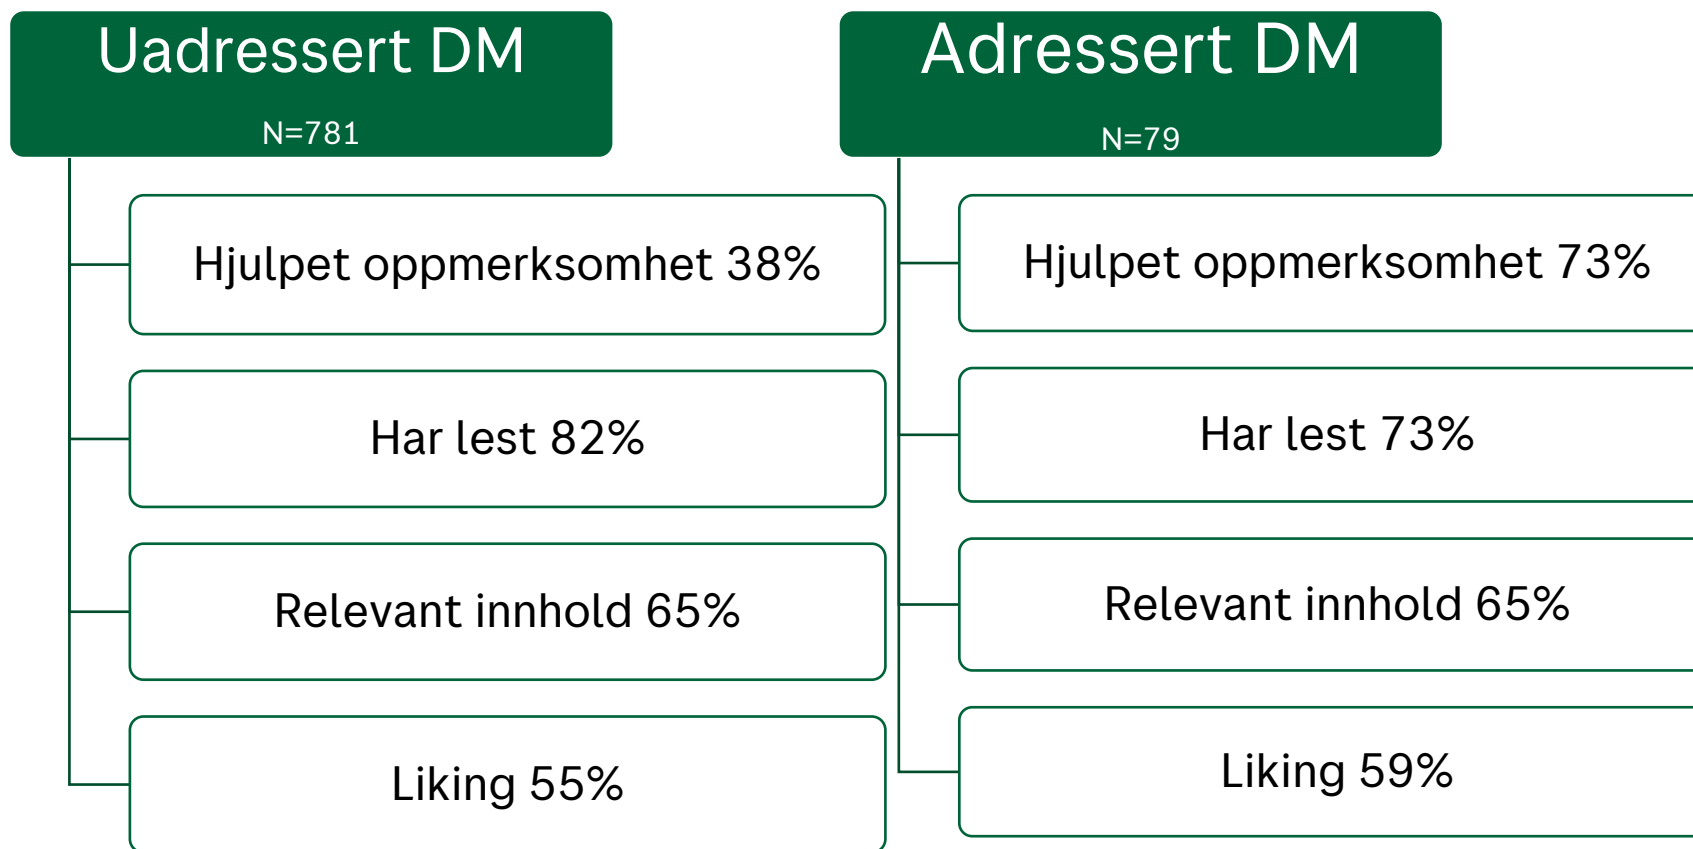 Uadressert DM
N=781
Hjulpet oppmerksomhet 38%
Har lest 82%
Relevant innhold 65%
Liking 55%
Adressert DM
N=79
Hjulpet oppmerksomhet 73%
Har lest 73%
Relevant innhold 65%
Liking 59%